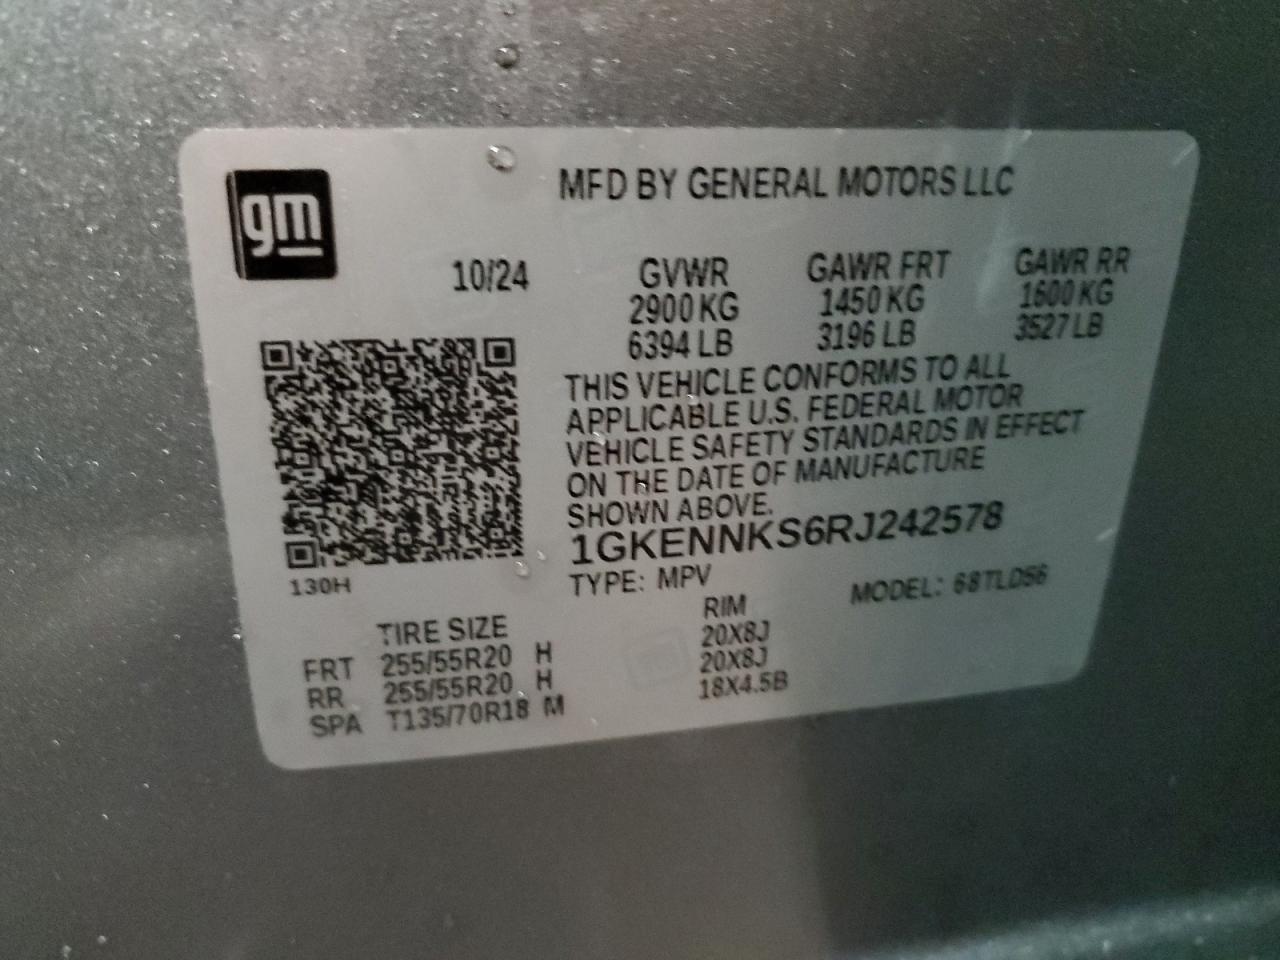 gm
MFD BY GENERAL MOTORS LLC
10/24 GVWR GAWR FRT GAWR RR
2900 KG 1450 KG 1600 KG
6394 LB 3196 LB 3527 LB
THIS VEHICLE CONFORMS TO ALL
APPLICABLE U.S. FEDERAL MOTOR
VEHICLE SAFETY STANDARDS IN EFFECT
ON THE DATE OF MANUFACTURE
SHOWN ABOVE.
1GKENNKS6RJ242578
130H
TYPE: MPV MODEL: 68TLD56
TIRE SIZE RIM
FRT 255/55R20 H 20X8J
RR 255/55R20 H 20X8J
SPA T135/70R18 M 18X4.5B